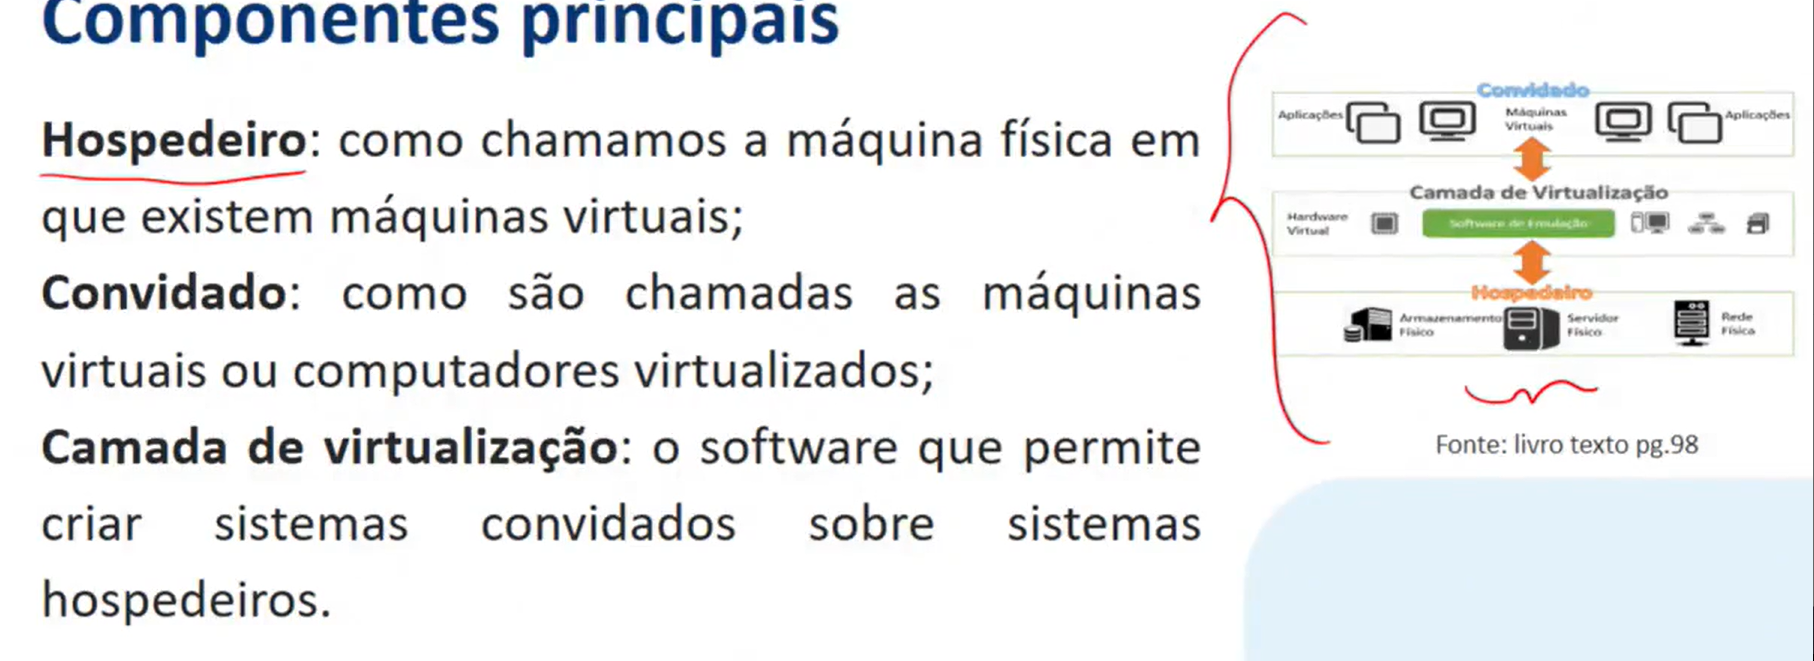 Componentes principais
Hospedeiro: como chamamos a máquina física em
que existem máquinas virtuais;
Convidado: como são chamadas as máquinas
virtuais ou computadores virtualizados;
Camada de virtualização: o software que permite
criar sistemas convidados sobre sistemas
hospedeiros.
Convidado
Aplicações
Máquinas
Virtuais
Aplicações
Camada de Virtualização
Hardware
Virtual
Software de Emulação
Hospedeiro
Armazenamento
Físico
Servidor
Físico
Rede
Física
Fonte: livro texto pg.98